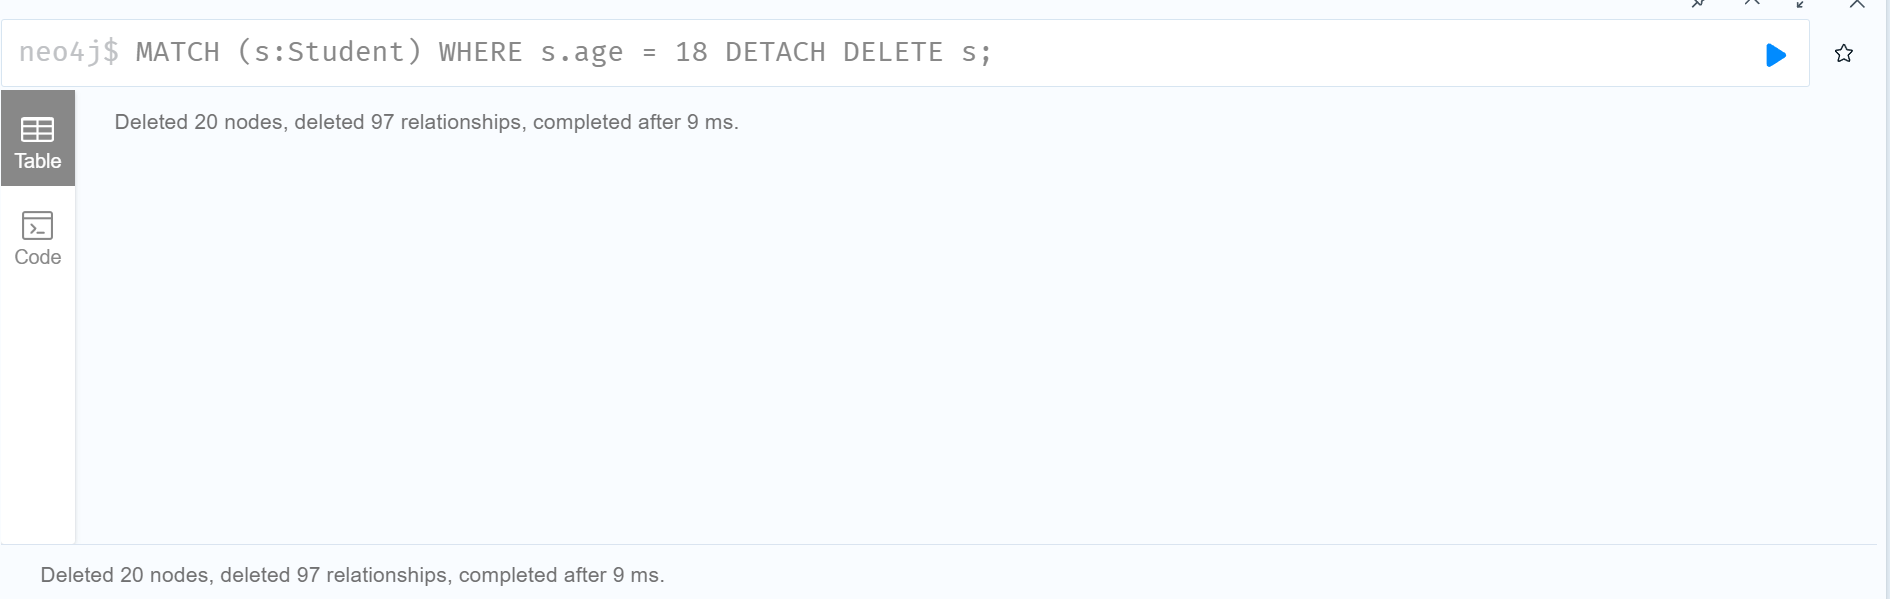 neo4j$ MATCH (s:Student) WHERE s.age = 18 DETACH DELETE s;
Deleted 20 nodes, deleted 97 relationships, completed after 9 ms.
Table
Code
Deleted 20 nodes, deleted 97 relationships, completed after 9 ms.